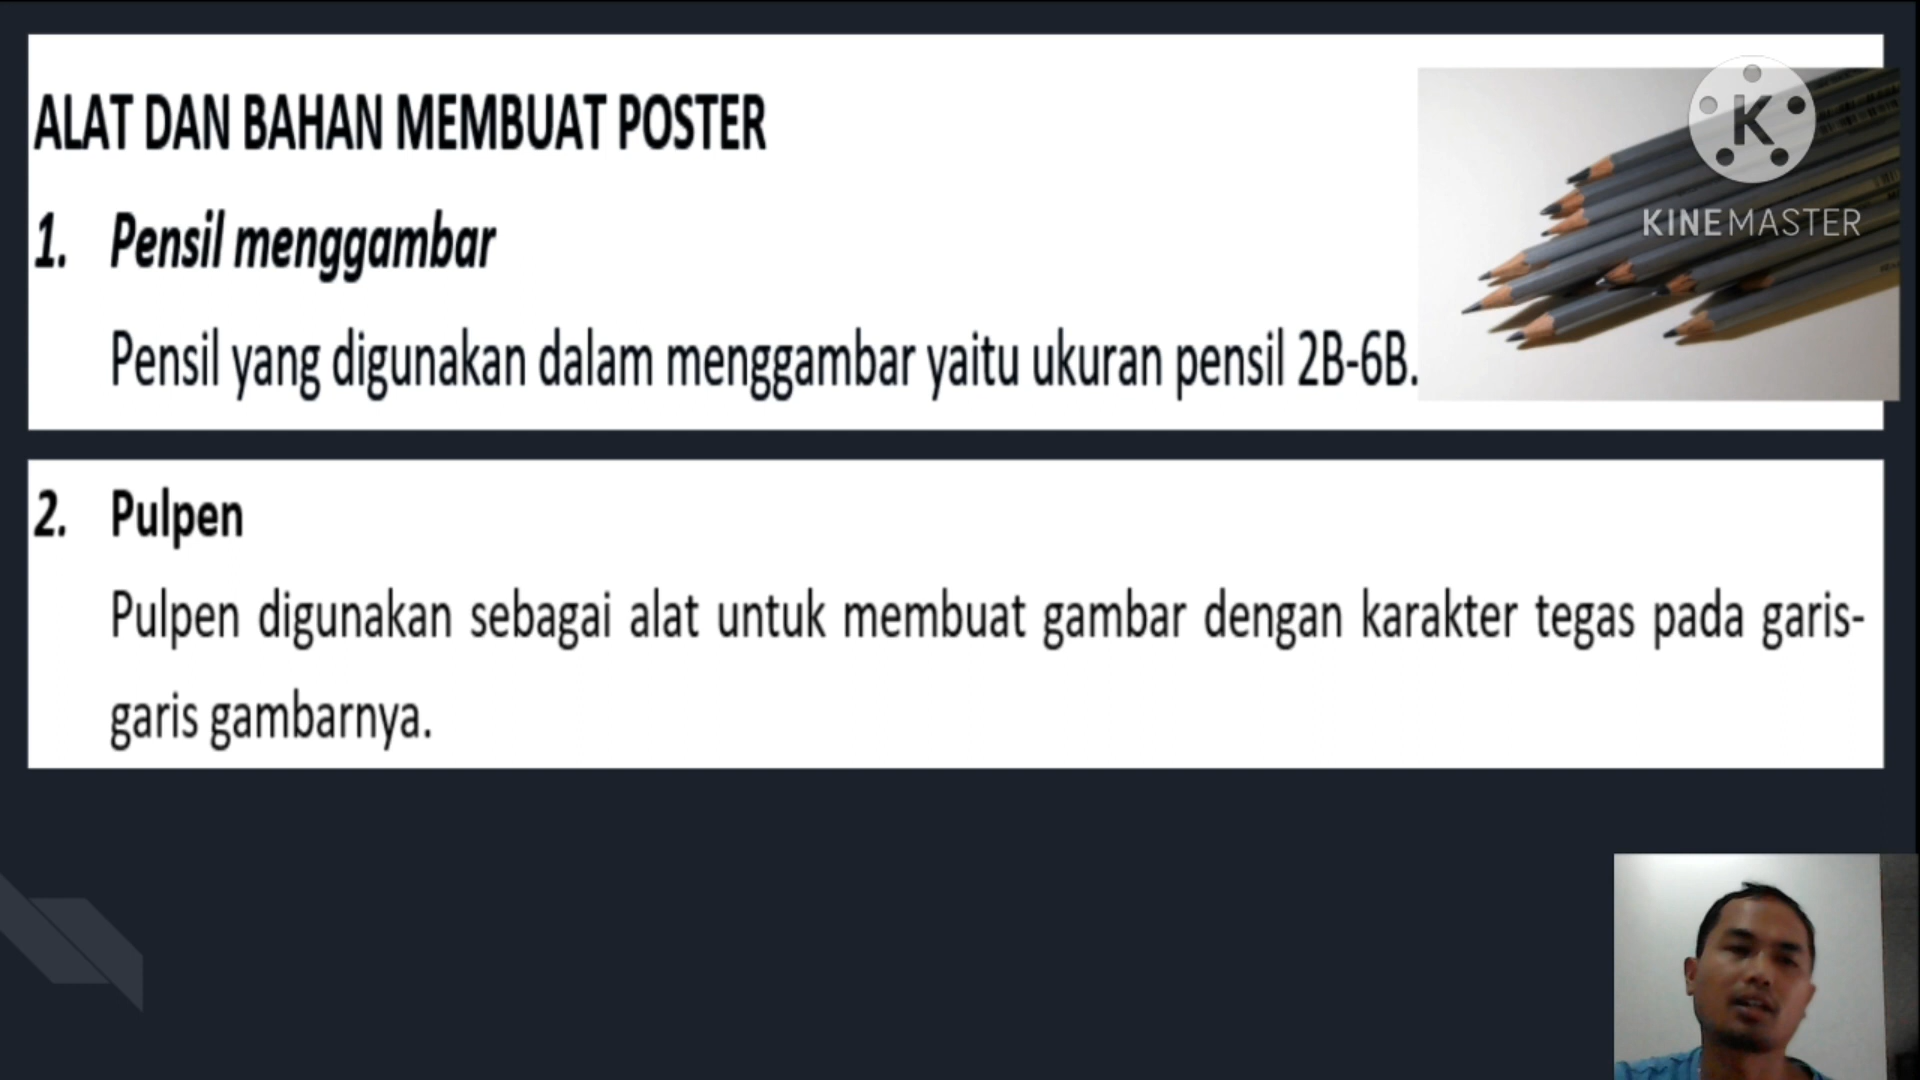 ALAT DAN BAHAN MEMBUAT POSTER
1. Pensil menggambar
Pensil yang digunakan dalam menggambar yaitu ukuran pensil 2B-6B.
K
KINEMASTER
2. Pulpen
Pulpen digunakan sebagai alat untuk membuat gambar dengan karakter tegas pada garis-
garis gambarnya.